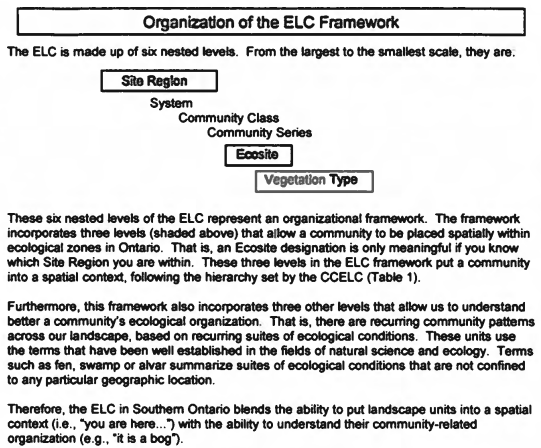 Organization of the ELC Framework
The ELC is made up of six nested levels. From the largest to the smallest scale, they are:
Site Region
System
Community Class
Community Series
Ecosite
Vegetation Type
These six nested levels of the ELC represent an organizational framework. The framework
incorporates three levels (shaded above) that allow a community to be placed spatially within
ecological zones in Ontario. That is, an Ecosite designation is only meaningful if you know
which Site Region you are within. These three levels in the ELC framework put a community
into a spatial context, following the hierarchy set by the CCELC (Table 1).
Furthermore, this framework also incorporates three other levels that allow us to understand
better a community's ecological organization. That is, there are recurring community patterns
across our landscape, based on recurring suites of ecological conditions. These units use
the terms that have been well established in the fields of natural science and ecology. Terms
such as fen, swamp or alvar summarize suites of ecological conditions that are not confined
to any particular geographic location.
Therefore, the ELC in Southern Ontario blends the ability to put landscape units into a spatial
context (i.e., "you are here...") with the ability to understand their community-related
organization (e.g., "it is a bog").